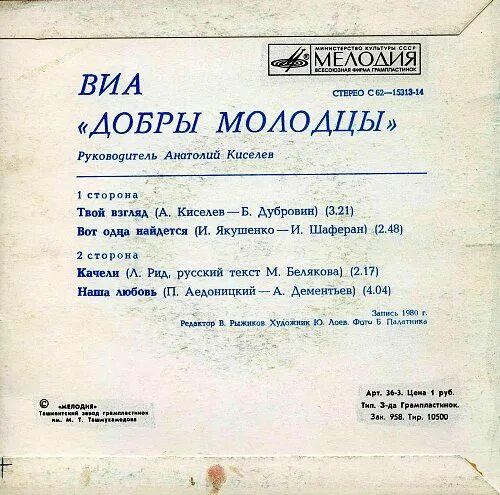 МИНИСТЕРСТВО КУЛЬТУРЫ СССР
МЕЛОДИЯ
ВСЕСОЮЗНАЯ ФИРМА ГРАМПЛАСТИНОК
СТЕРЕО С 62—15313-14
ВИА
«ДОБРЫ МОЛОДЦЫ»
Руководитель Анатолий Киселев
1 сторона
Твой взгляд (А. Киселев—Б. Дубровин) (3.21)
Вот одна найдется (И. Якушенко—И. Шаферан) (2.48)
2 сторона
Качели (Л. Рид, русский текст М. Белякова) (2.17)
Наша любовь (П. Аедоницкий—А. Дементьев) (4.04)
Запись 1980 г.
Редактор В. Рыжиков. Художник Ю. Лоев. Фото Б. Палатника
© «МЕЛОДИЯ»
Ташкентский завод грампластинок
им. М. Т. Ташмухамедова
Арт. 36-3. Цена 1 руб.
Тип. З-да Грампластинок.
Зак. 958. Тир. 10500